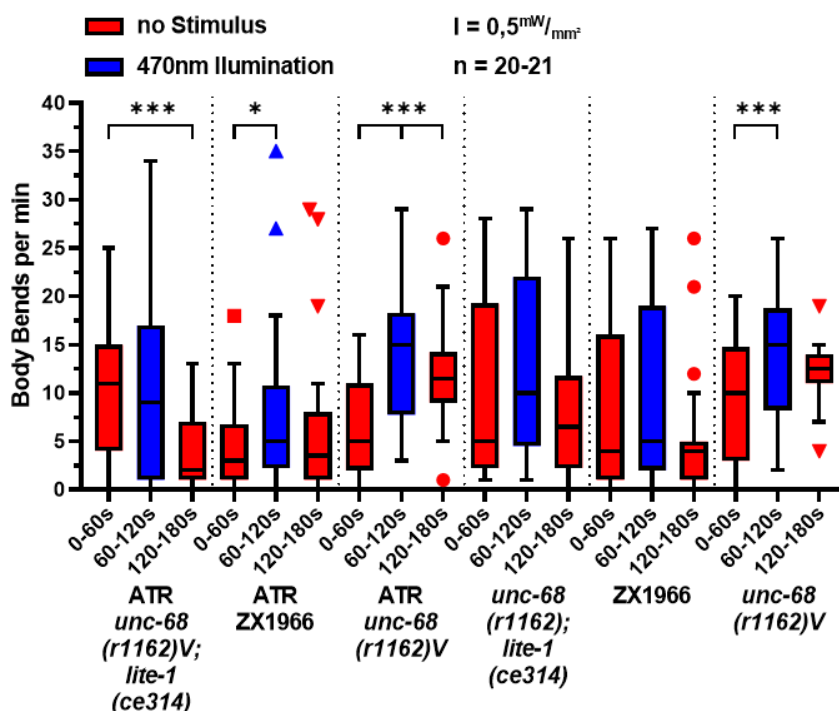 no Stimulus
I = 0,5mW/mm²
470nm Ilumination
n = 20-21
Body Bends per min
40
35
30
25
20
15
10
5
0
*** * *** ***
0-60s 60-120s 120-180s 0-60s 60-120s 120-180s 0-60s 60-120s 120-180s 0-60s 60-120s 120-180s 0-60s 60-120s 120-180s 0-60s 60-120s 120-180s
ATR
unc-68
(r1162)V;
lite-1
(ce314)
ATR
ZX1966
ATR
unc-68
(r1162)V
unc-68
(r1162);
lite-1
(ce314)
ZX1966
unc-68
(r1162)V